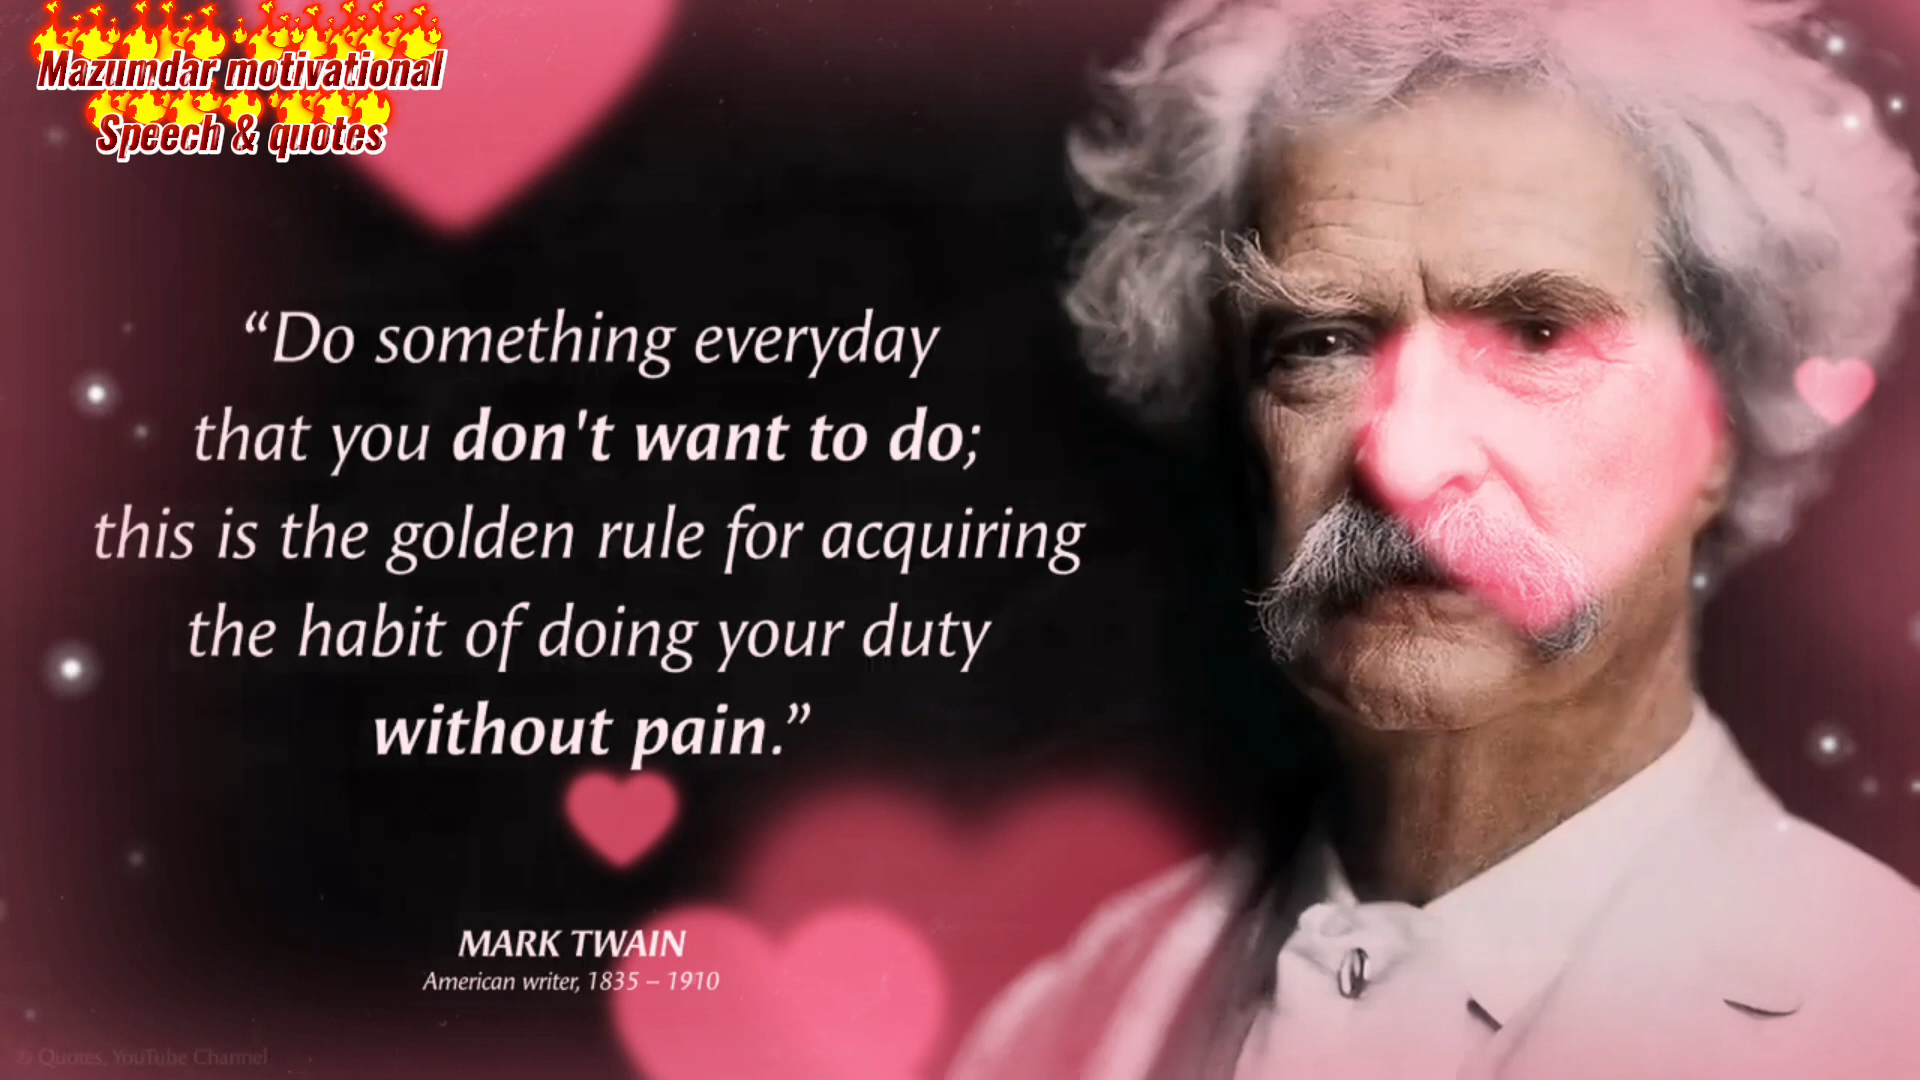 Mazumdar motivational
Speech & quotes
“Do something everyday
that you don't want to do;
this is the golden rule for acquiring
the habit of doing your duty
without pain.”
MARK TWAIN
American writer, 1835 – 1910
© Quotes, YouTube Channel